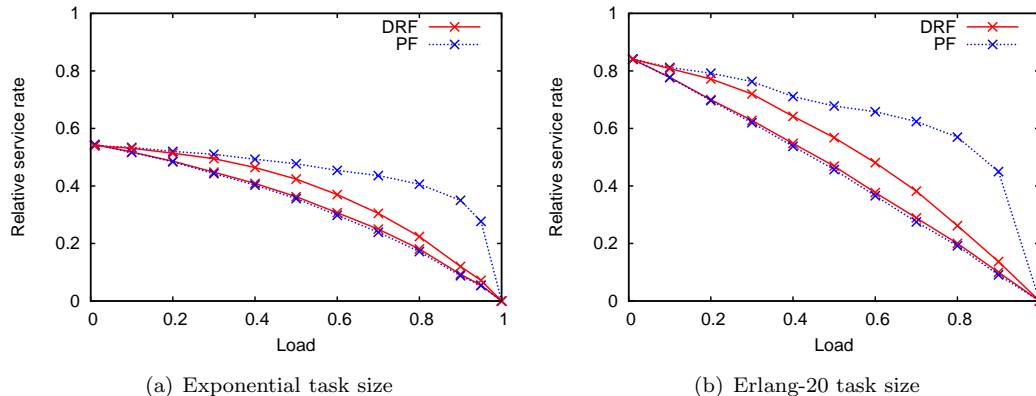 1
0.8
0.6
0.4
0.2
0
Relative service rate
DRF
PF
0 0.2 0.4 0.6 0.8 1
Load
(a) Exponential task size
1
0.8
0.6
0.4
0.2
0
Relative service rate
DRF
PF
0 0.2 0.4 0.6 0.8
Load
(b) Erlang-20 task size